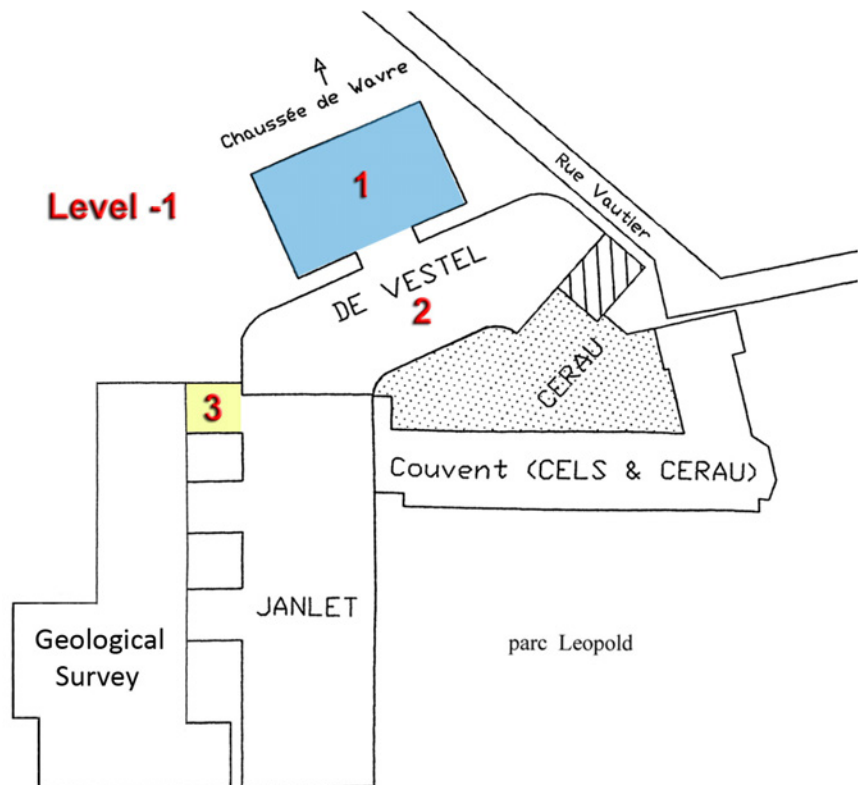 Chaussée de Wavre
Level -1
1
Rue Vautier
DE VESTEL
2
CERAU
3
Couvent (CELS & CERAU)
JANLET
Geological
Survey
parc Leopold